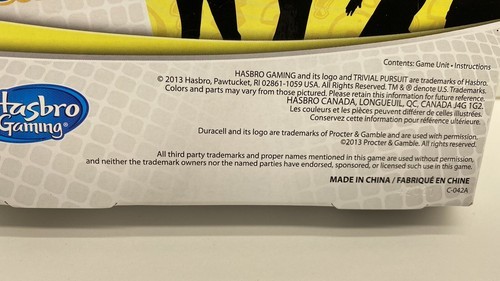 Contents: Game Unit • Instructions
HASBRO GAMING and its logo and TRIVIAL PURSUIT are trademarks of Hasbro.
© 2013 Hasbro, Pawtucket, RI 02861-1059 USA. All Rights Reserved. TM & ® denote U.S. Trademarks.
Colors and parts may vary from those pictured. Please retain this information for future reference.
HASBRO CANADA, LONGUEUIL, QC, CANADA J4G 1G2.
Les couleurs et les pièces peuvent différer de celles illustrées.
Conservez cette information pour référence ultérieure.
Hasbro
Gaming®
Duracell and its logo are trademarks of Procter & Gamble and are used with permission.
©2013 Procter & Gamble. All rights reserved.
All third party trademarks and proper names mentioned in this game are used without permission,
and neither the trademark owners nor the named parties have endorsed, sponsored, or licensed such use in this game.
MADE IN CHINA / FABRIQUÉ EN CHINE
C-042A